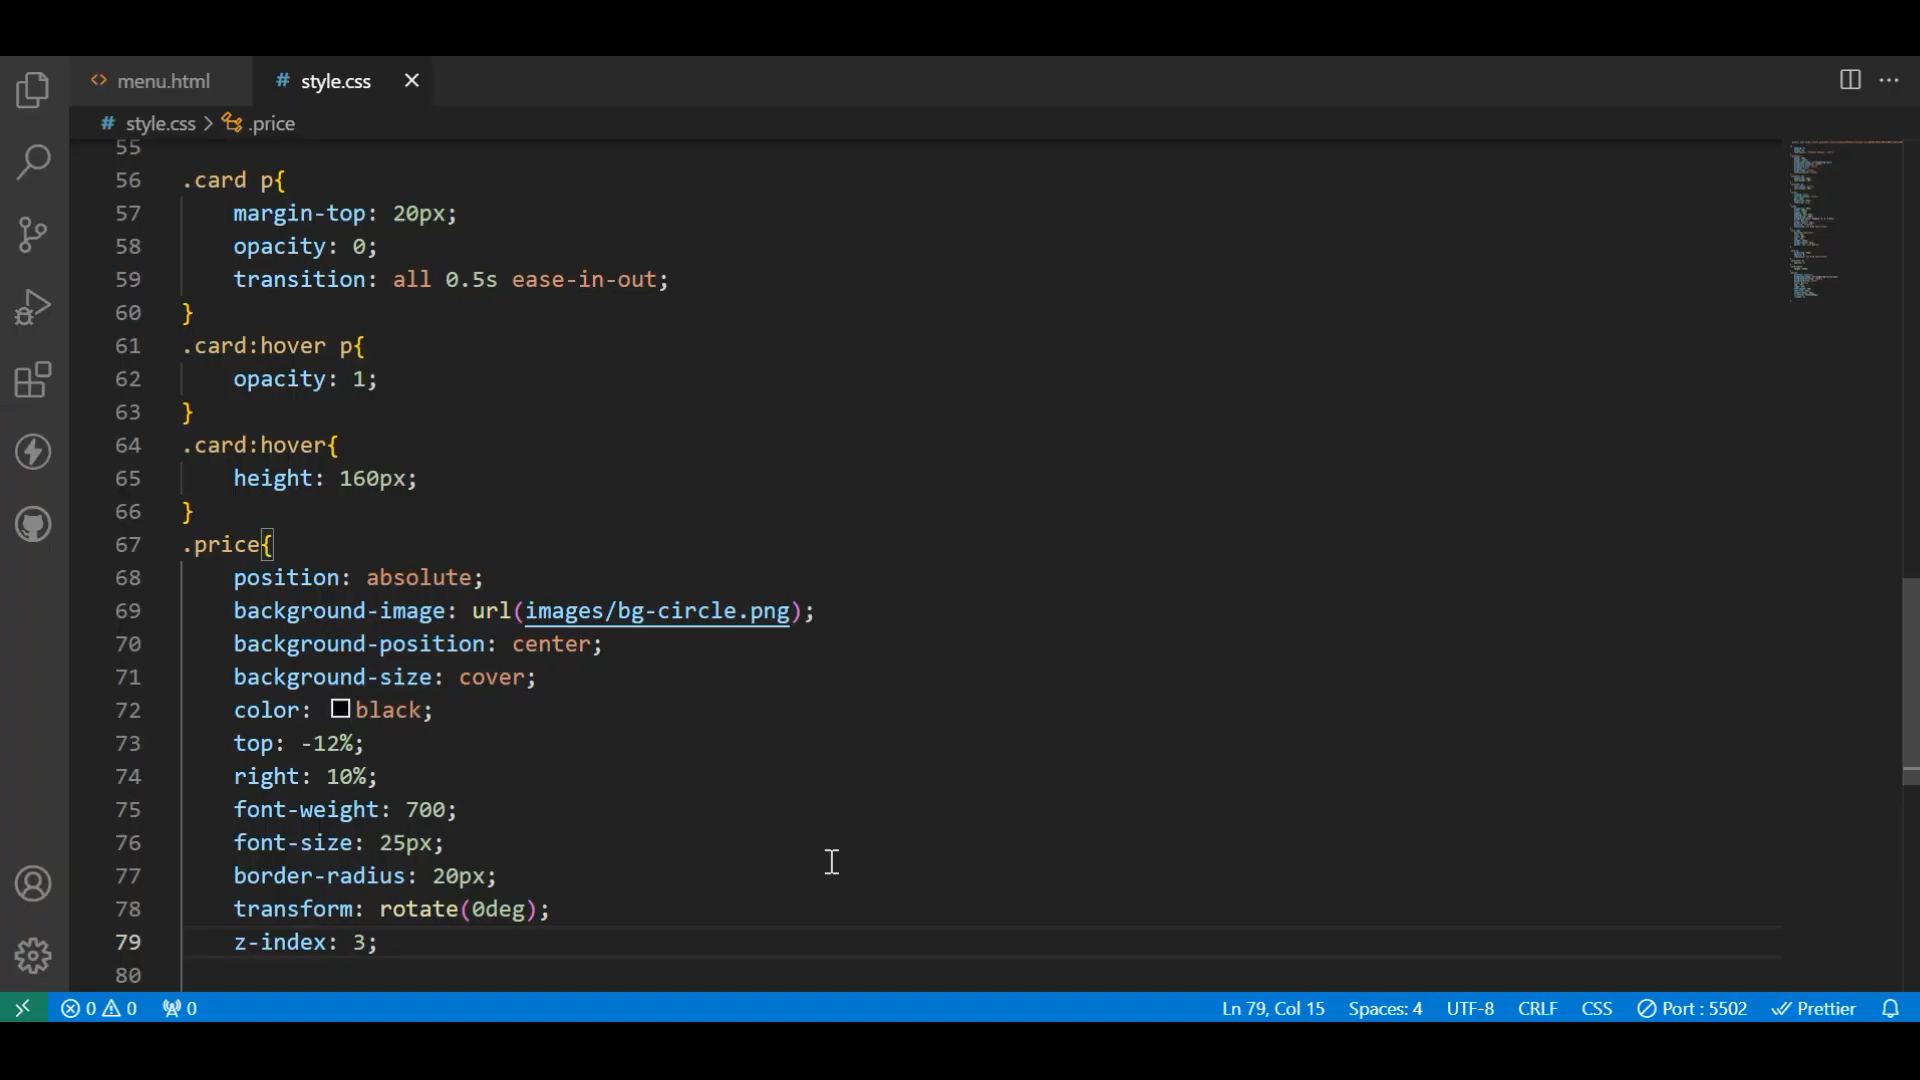 menu.html
# style.css
# style.css > .price
55
56 .card p{
57 margin-top: 20px;
58 opacity: 0;
59 transition: all 0.5s ease-in-out;
60 }
61 .card:hover p{
62 opacity: 1;
63 }
64 .card:hover{
65 height: 160px;
66 }
67 .price{
68 position: absolute;
69 background-image: url(images/bg-circle.png);
70 background-position: center;
71 background-size: cover;
72 color: black;
73 top: -12%;
74 right: 10%;
75 font-weight: 700;
76 font-size: 25px;
77 border-radius: 20px;
78 transform: rotate(0deg);
79 z-index: 3;
80
0 0 0 Ln 79, Col 15 Spaces: 4 UTF-8 CRLF CSS Port : 5502 Prettier